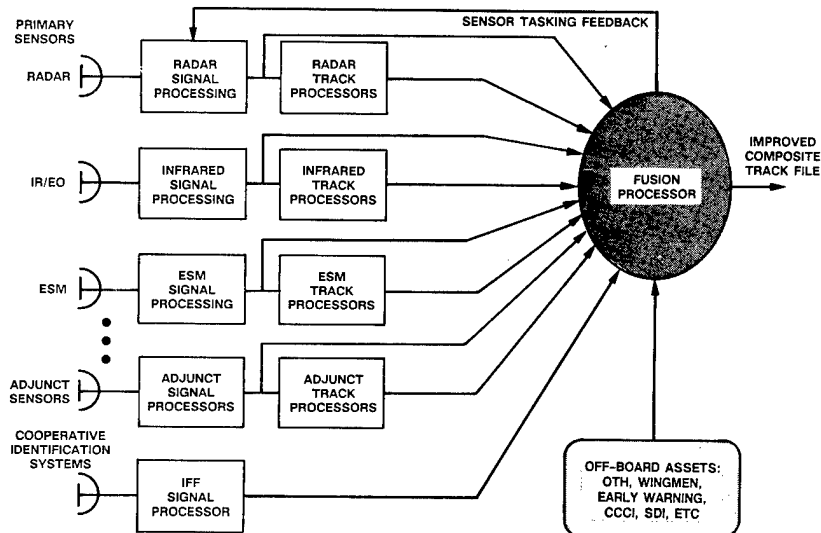 SENSOR TASKING FEEDBACK
PRIMARY
SENSORS
RADAR
RADAR
SIGNAL
PROCESSING
RADAR
TRACK
PROCESSORS
IR/EO
INFRARED
SIGNAL
PROCESSING
INFRARED
TRACK
PROCESSORS
FUSION
PROCESSOR
IMPROVED
COMPOSITE
TRACK FILE
ESM
ESM
SIGNAL
PROCESSING
ESM
TRACK
PROCESSORS
ADJUNCT
SENSORS
ADJUNCT
SIGNAL
PROCESSORS
ADJUNCT
TRACK
PROCESSORS
COOPERATIVE
IDENTIFICATION
SYSTEMS
IFF
SIGNAL
PROCESSOR
OFF-BOARD ASSETS:
OTH, WINGMEN,
EARLY WARNING,
CCCI, SDI, ETC